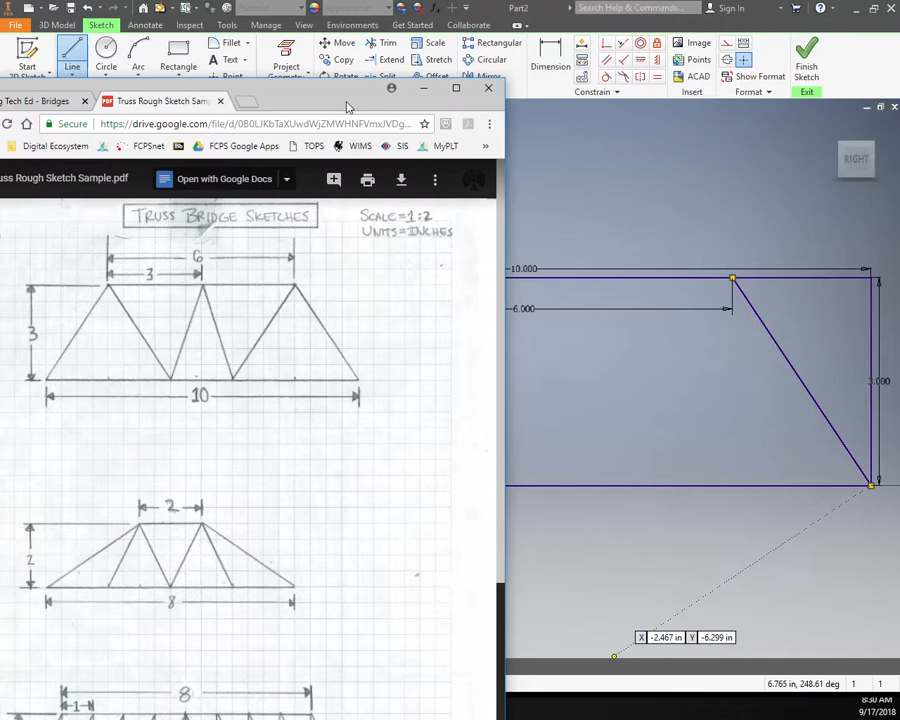 Part2
Search Help & Commands...
Sign In
File
3D Model
Sketch
Annotate
Inspect
Tools
Manage
View
Environments
Get Started
Collaborate
Start
2D Sketch
Line
Circle
Arc
Rectangle
Fillet
Text
Project
Geometry
Move
Copy
Rotate
Trim
Extend
Split
Scale
Stretch
Offset
Rectangular
Circular
Dimension
Image
Points
ACAD
Show Format
Finish
Sketch
Constrain
Format
Exit
g Tech Ed - Bridges
Truss Rough Sketch Samp
Secure
https://drive.google.com/file/d/0B0LJKbTaXUwdWjZMWHNFVmxJVDg...
Digital Ecosystem
FCPSnet
FCPS Google Apps
TOPS
WIMS
SIS
MyPLT
russ Rough Sketch Sample.pdf
Open with Google Docs
TRUSS BRIDGE SKETCHES
SCALE=1:2
UNITS=INCHES
6
3
3
10
2
2
8
8
1
RIGHT
10.000
6.000
3.000
X -2.467 in Y -6.299 in
6.765 in, 248.61 deg 1 1
8:30 AM
9/17/2018